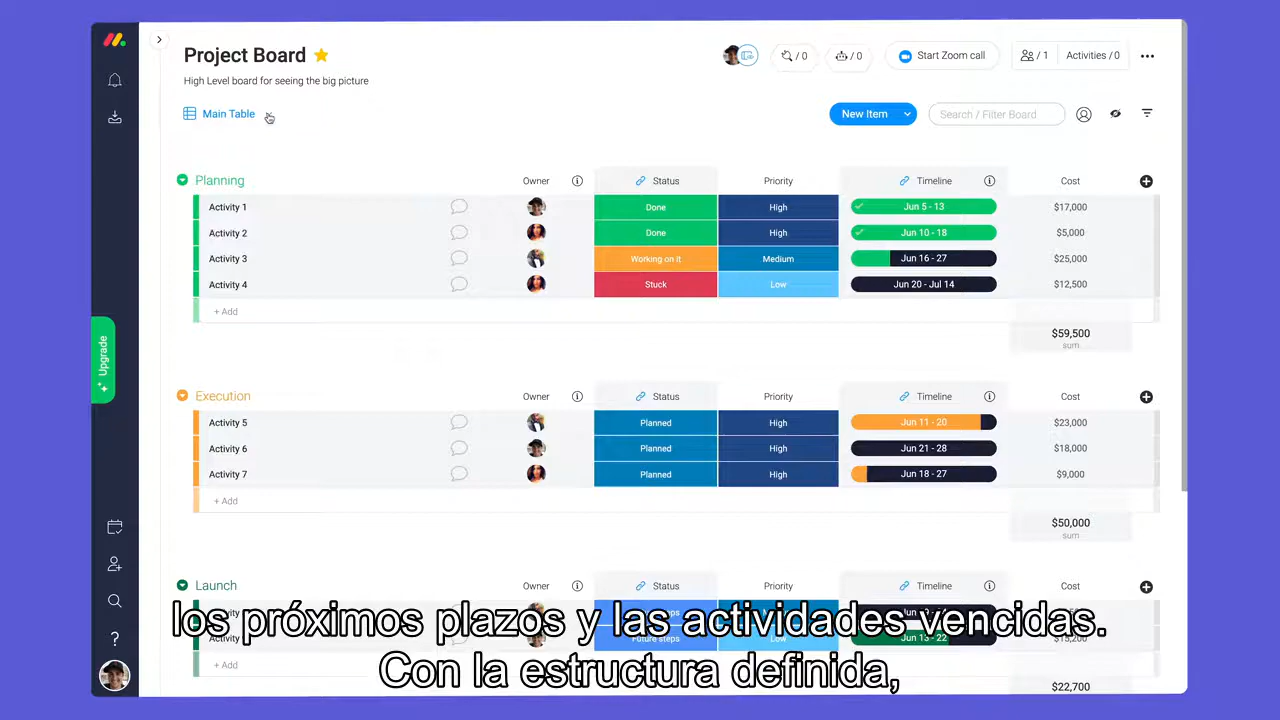 Project Board
High Level board for seeing the big picture
/ 0
/ 0
Start Zoom call
/ 1
Activities / 0
Main Table
New Item
Search / Filter Board
Planning Owner Status Priority Timeline Cost
Activity 1 Done High Jun 5 - 13 $17,000
Activity 2 Done High Jun 10 - 18 $5,000
Activity 3 Working on It Medium Jun 16 - 27 $25,000
Activity 4 Stuck Low Jun 20 - Jul 14 $12,500
+ Add
$59,500
sum
Upgrade
Execution Owner Status Priority Timeline Cost
Activity 5 Planned High Jun 11 - 20 $23,000
Activity 6 Planned High Jun 21 - 28 $18,000
Activity 7 Planned High Jun 18 - 27 $9,000
+ Add
$50,000
sum
Launch Owner Status Priority Timeline Cost
+ Add
$22,700
los próximos plazos y las actividades vencidas.
Con la estructura definida,